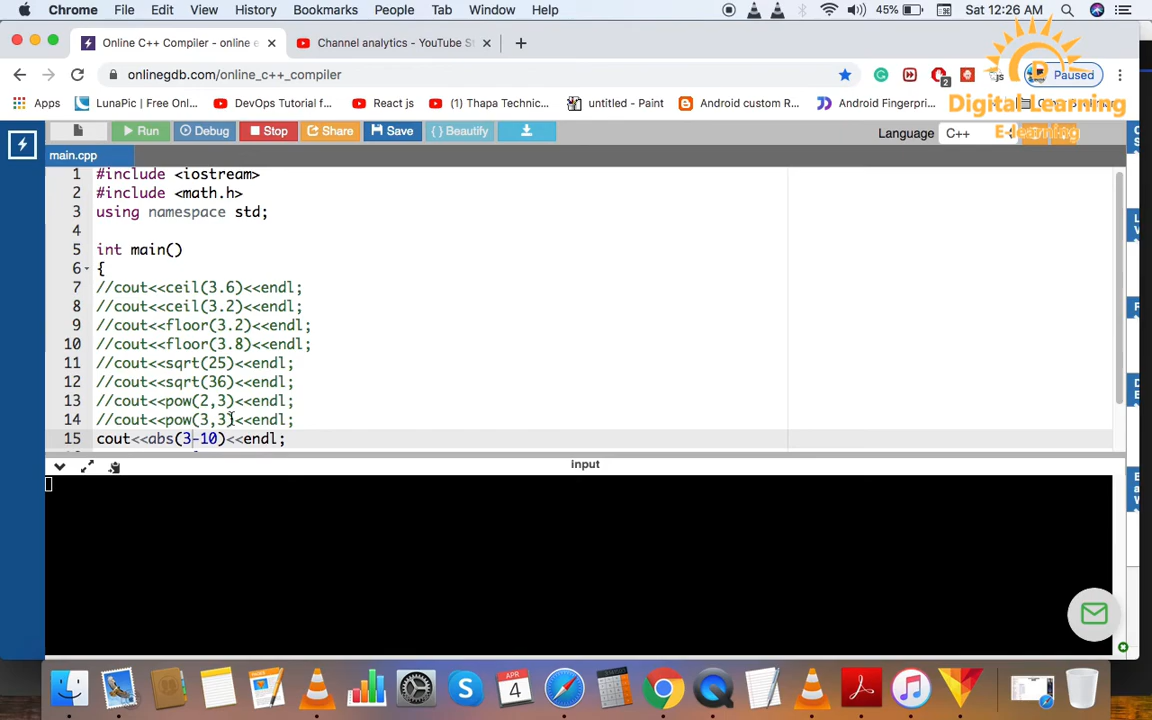 Chrome File Edit View History Bookmarks People Tab Window Help 45% Sat 12:26 AM
Online C++ Compiler - online e Channel analytics - YouTube St
onlinegdb.com/online_c++_compiler 2 js Paused
Apps LunaPic | Free Onl... DevOps Tutorial f... React js (1) Thapa Technic... untitled - Paint Android custom R... Android Fingerprin...
Digital Learning
E-learning
Run Debug Stop Share Save { } Beautify Language C++
main.cpp
1 #include <iostream>
2 #include <math.h>
3 using namespace std;
4
5 int main()
6 {
7 //cout<<ceil(3.6)<<endl;
8 //cout<<ceil(3.2)<<endl;
9 //cout<<floor(3.2)<<endl;
10 //cout<<floor(3.8)<<endl;
11 //cout<<sqrt(25)<<endl;
12 //cout<<sqrt(36)<<endl;
13 //cout<<pow(2,3)<<endl;
14 //cout<<pow(3,3)<<endl;
15 cout<<abs(3-10)<<endl;
input
APR
4